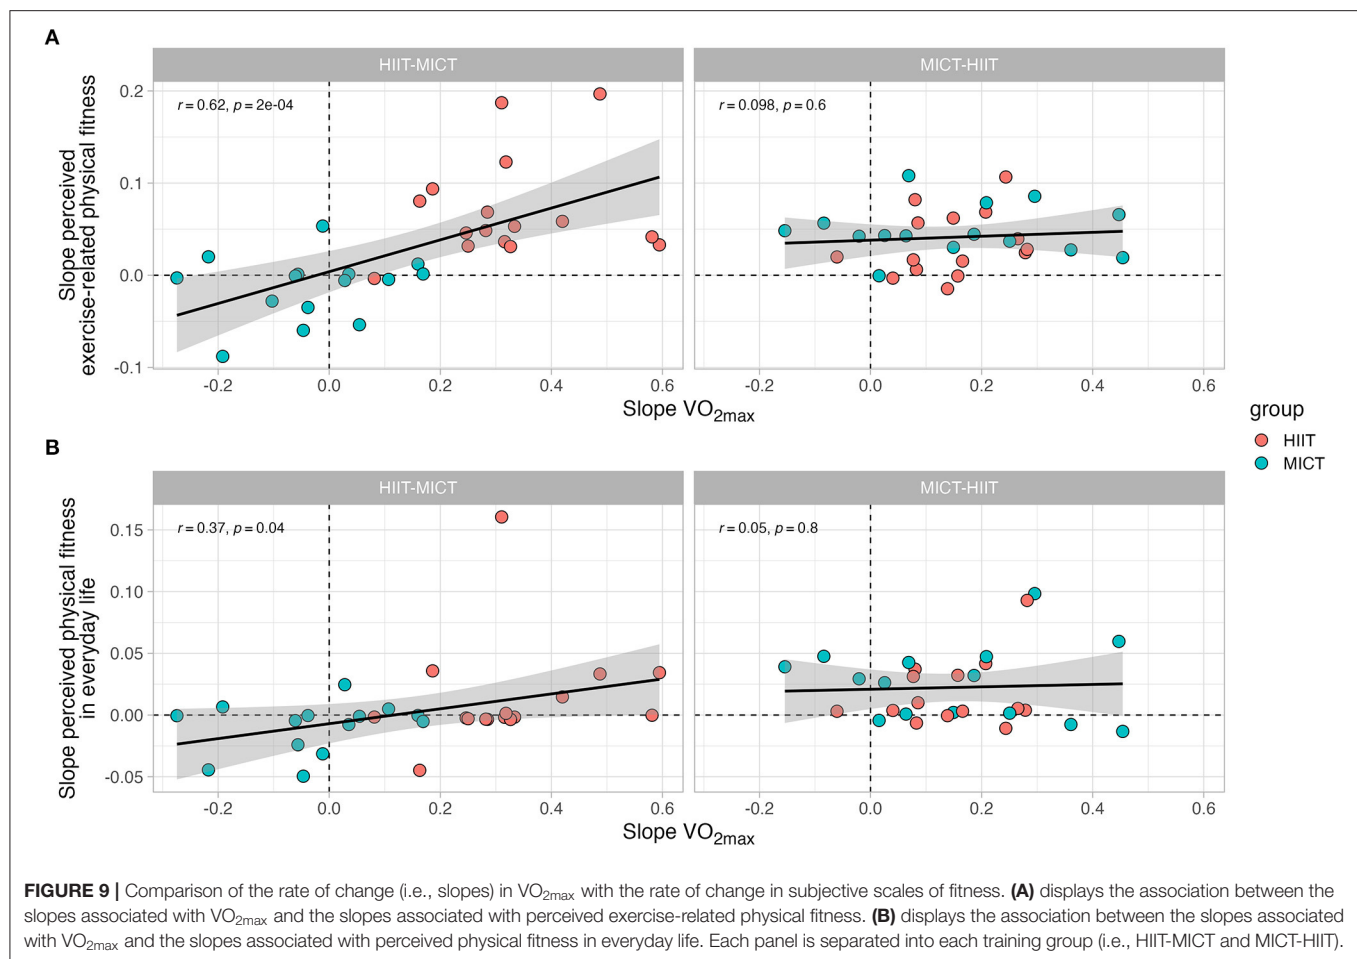 A
HIIT-MICT
MICT-HIIT
r = 0.62, p = 2e-04
r = 0.098, p = 0.6
Slope perceived
exercise-related physical fitness
0.2
0.1
0.0
-0.1
-0.2 0.0 0.2 0.4 0.6
-0.2 0.0 0.2 0.4 0.6
Slope VO2max
group
HIIT
MICT
B
HIIT-MICT
MICT-HIIT
r = 0.37, p = 0.04
r = 0.05, p = 0.8
Slope perceived physical fitness
in everyday life
0.15
0.10
0.05
0.00
-0.05
-0.2 0.0 0.2 0.4 0.6
-0.2 0.0 0.2 0.4 0.6
Slope VO2max
FIGURE 9 | Comparison of the rate of change (i.e., slopes) in VO2max with the rate of change in subjective scales of fitness. (A) displays the association between the
slopes associated with VO2max and the slopes associated with perceived exercise-related physical fitness. (B) displays the association between the slopes associated
with VO2max and the slopes associated with perceived physical fitness in everyday life. Each panel is separated into each training group (i.e., HIIT-MICT and MICT-HIIT).